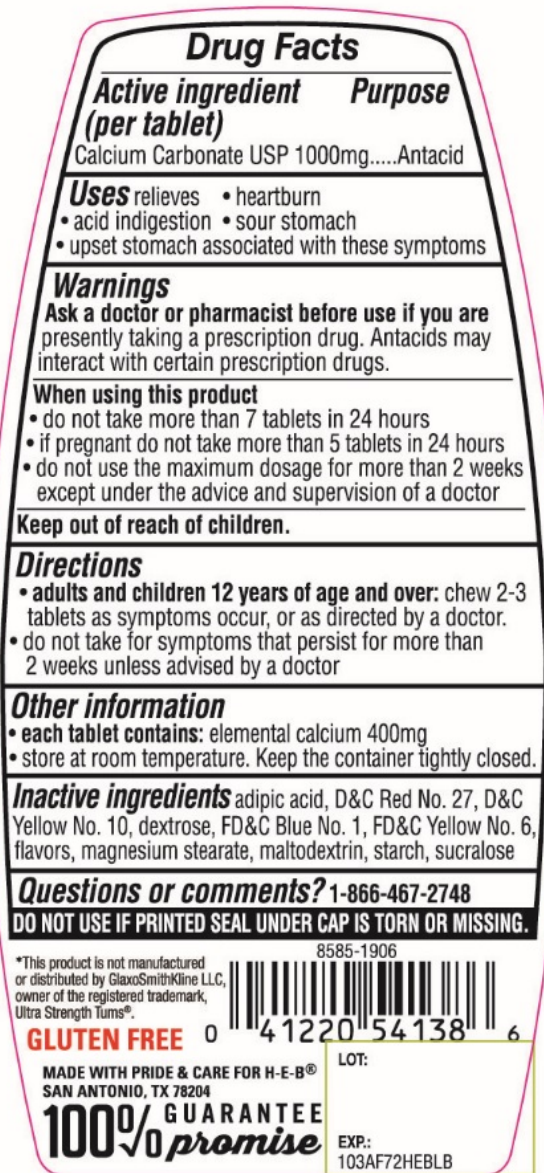 Drug Facts
Active ingredient Purpose
(per tablet)
Calcium Carbonate USP 1000mg.....Antacid
Uses relieves • heartburn
• acid indigestion • sour stomach
• upset stomach associated with these symptoms
Warnings
Ask a doctor or pharmacist before use if you are
presently taking a prescription drug. Antacids may
interact with certain prescription drugs.
When using this product
• do not take more than 7 tablets in 24 hours
• if pregnant do not take more than 5 tablets in 24 hours
• do not use the maximum dosage for more than 2 weeks
except under the advice and supervision of a doctor
Keep out of reach of children.
Directions
• adults and children 12 years of age and over: chew 2-3
tablets as symptoms occur, or as directed by a doctor.
• do not take for symptoms that persist for more than
2 weeks unless advised by a doctor
Other information
• each tablet contains: elemental calcium 400mg
• store at room temperature. Keep the container tightly closed.
Inactive ingredients adipic acid, D&C Red No. 27, D&C
Yellow No. 10, dextrose, FD&C Blue No. 1, FD&C Yellow No. 6,
flavors, magnesium stearate, maltodextrin, starch, sucralose
Questions or comments? 1-866-467-2748
DO NOT USE IF PRINTED SEAL UNDER CAP IS TORN OR MISSING.
*This product is not manufactured
or distributed by GlaxoSmithKline LLC,
owner of the registered trademark,
Ultra Strength Tums®.
GLUTEN FREE
8585-1906
0 41220 54138 6
MADE WITH PRIDE & CARE FOR H-E-B®
SAN ANTONIO, TX 78204
100% GUARANTEE
promise
LOT:
EXP.:
103AF72HEBLB